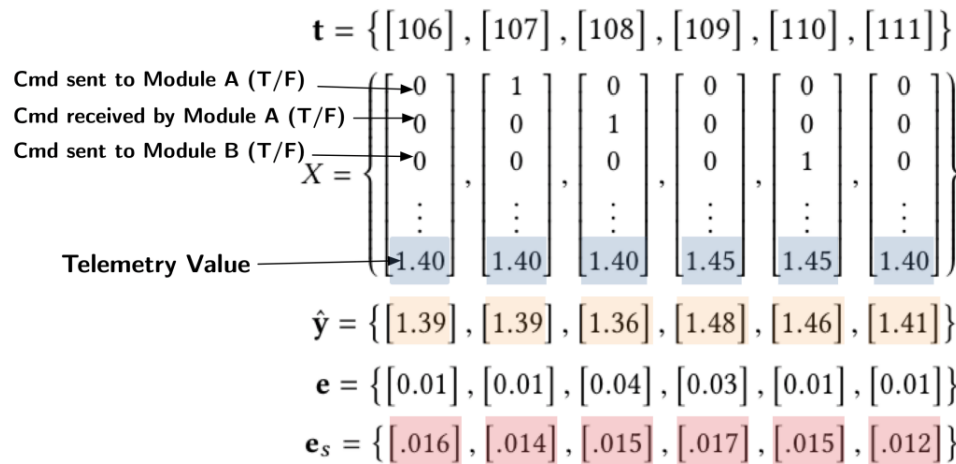 t = {[106] , [107] , [108] , [109] , [110] , [111]}
Cmd sent to Module A (T/F) 0 1 0 0 0 0
Cmd received by Module A (T/F) 0 0 1 0 0 0
Cmd sent to Module B (T/F) 0 0 0 0 1 0
X = { , , , , , }
⋮ ⋮ ⋮ ⋮ ⋮ ⋮
Telemetry Value 1.40 1.40 1.40 1.45 1.45 1.40
ŷ = {[1.39] , [1.39] , [1.36] , [1.48] , [1.46] , [1.41]}
e = {[0.01] , [0.01] , [0.04] , [0.03] , [0.01] , [0.01]}
eₛ = {[.016] , [.014] , [.015] , [.017] , [.015] , [.012]}